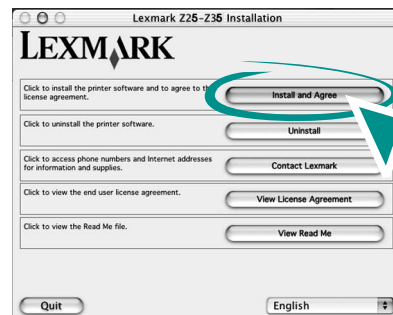 Lexmark Z25-Z35 Installation
LEXMARK
Click to install the printer software and to agree to th
license agreement.
Install and Agree
Click to uninstall the printer software.
Uninstall
Click to access phone numbers and Internet addresses
for information and supplies.
Contact Lexmark
Click to view the end user license agreement.
View License Agreement
Click to view the Read Me file.
View Read Me
Quit
English